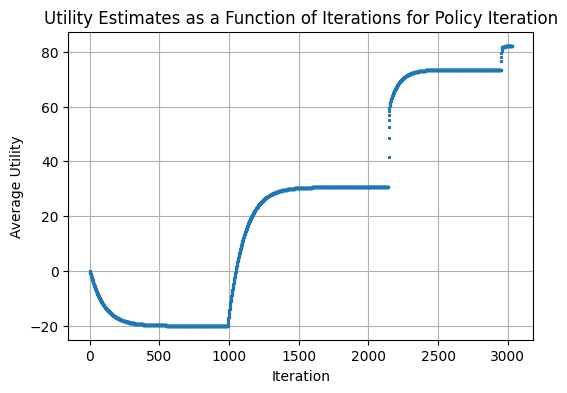 Utility Estimates as a Function of Iterations for Policy Iteration
Average Utility
80
60
40
20
0
−20
0 500 1000 1500 2000 2500 3000
Iteration